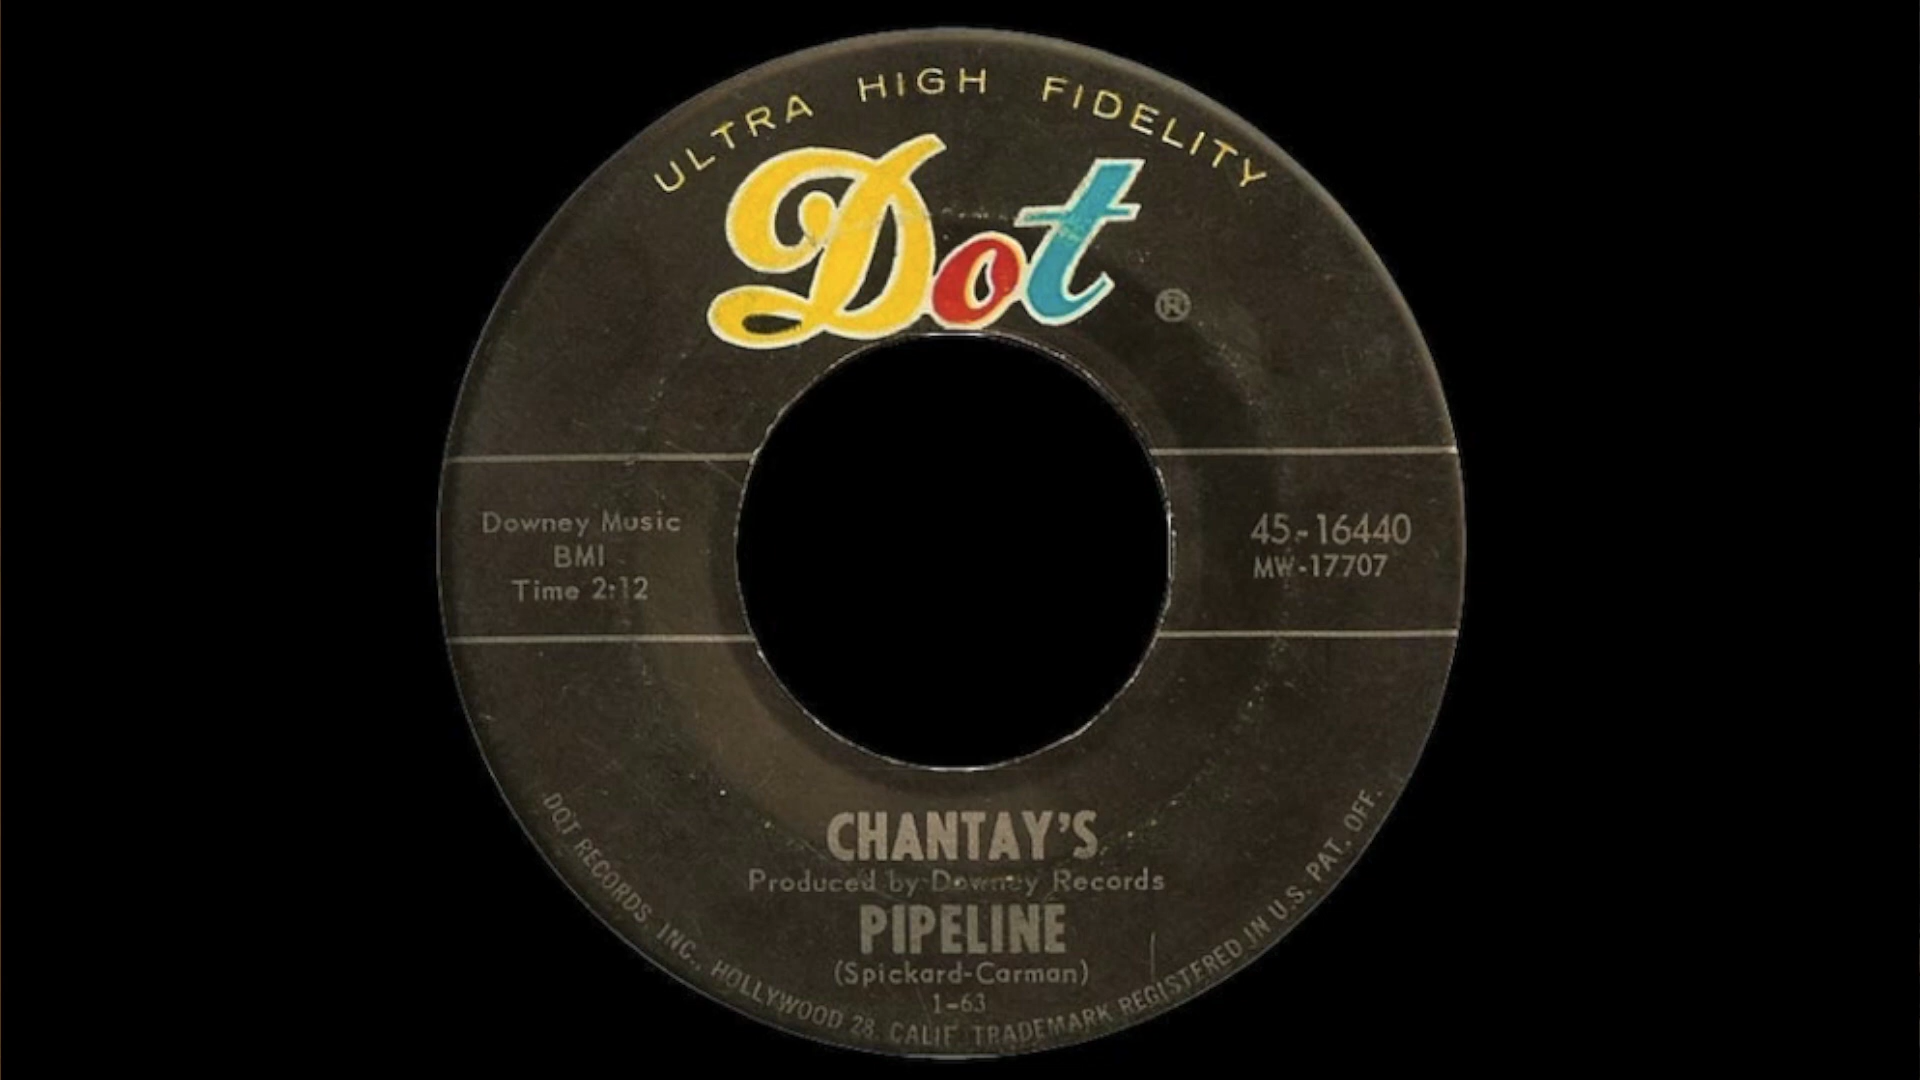 ULTRA HIGH FIDELITY
Dot ®
Downey Music
BMI
Time 2:12
45-16440
MW-17707
CHANTAY'S
Produced by Downey Records
PIPELINE
(Spickard-Carman)
1-63
DOT RECORDS, INC., HOLLYWOOD 28, CALIF. TRADEMARK REGISTERED IN U.S. PAT. OFF.